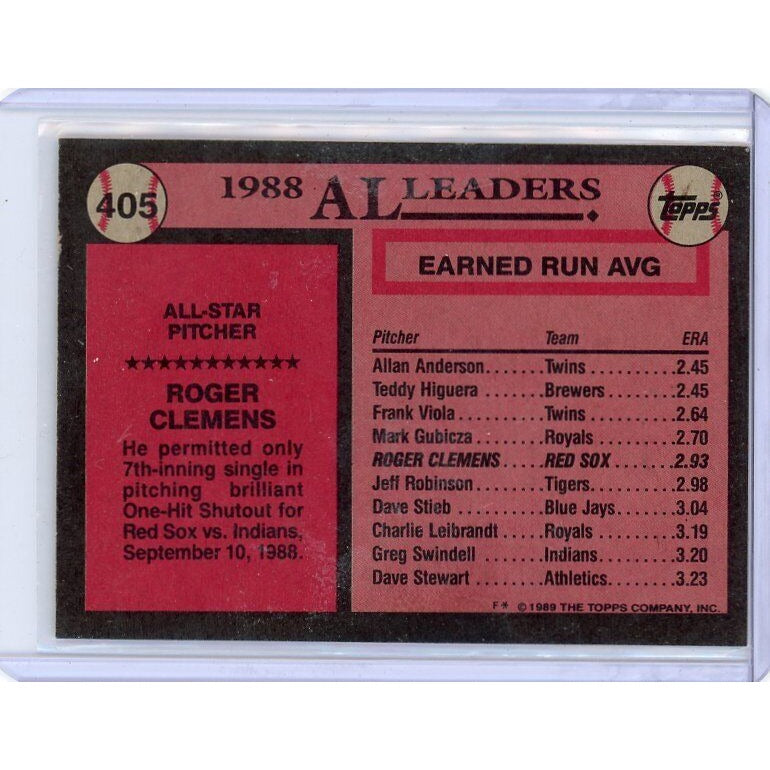 405
1988 AL LEADERS
Topps®
ALL-STAR
PITCHER
★★★★★★★★★★★
ROGER
CLEMENS
He permitted only
7th-inning single in
pitching brilliant
One-Hit Shutout for
Red Sox vs. Indians,
September 10, 1988.
EARNED RUN AVG
Pitcher Team ERA
Allan Anderson......Twins..........2.45
Teddy Higuera......Brewers.......2.45
Frank Viola.........Twins..........2.64
Mark Gubicza.......Royals.........2.70
ROGER CLEMENS.....RED SOX.......2.93
Jeff Robinson.......Tigers.........2.98
Dave Stieb..........Blue Jays.....3.04
Charlie Leibrandt...Royals.........3.19
Greg Swindell.......Indians........3.20
Dave Stewart........Athletics......3.23
F* ©1989 THE TOPPS COMPANY, INC.